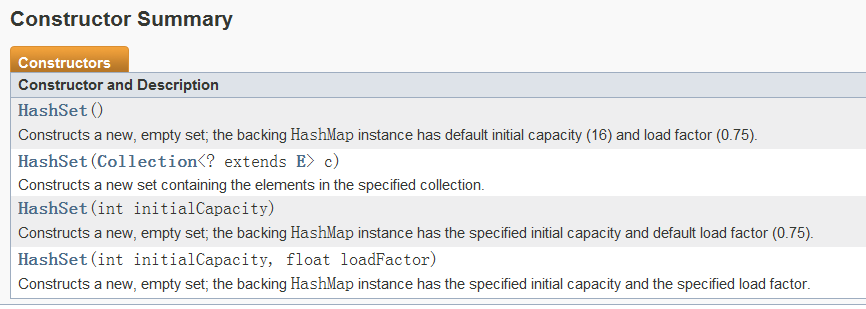 Constructor Summary
Constructors
Constructor and Description
HashSet()
Constructs a new, empty set; the backing HashMap instance has default initial capacity (16) and load factor (0.75).
HashSet(Collection<? extends E> c)
Constructs a new set containing the elements in the specified collection.
HashSet(int initialCapacity)
Constructs a new, empty set; the backing HashMap instance has the specified initial capacity and default load factor (0.75).
HashSet(int initialCapacity, float loadFactor)
Constructs a new, empty set; the backing HashMap instance has the specified initial capacity and the specified load factor.